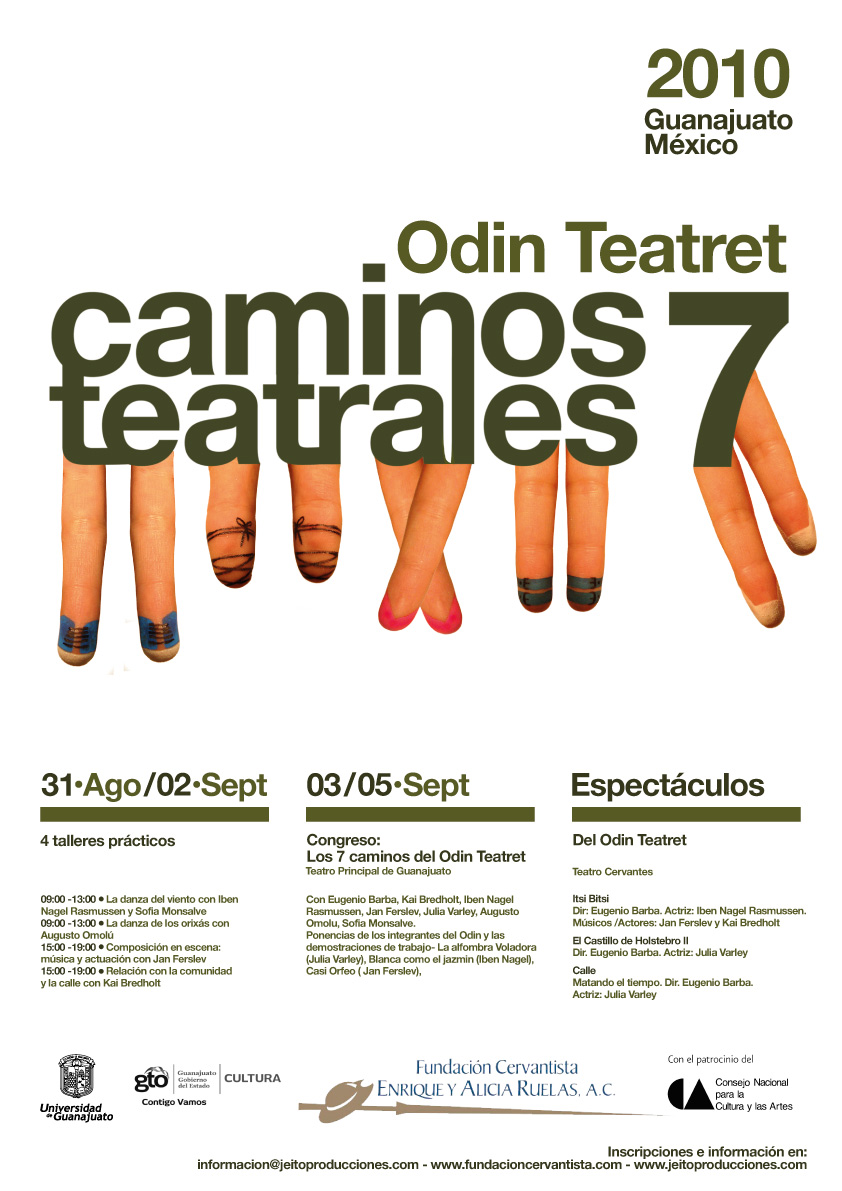 2010
Guanajuato
México
Odin Teatret
caminos 7
teatrales
31•Ago/02•Sept
4 talleres prácticos
09:00 -13:00 • La danza del viento con Iben
Nagel Rasmussen y Sofia Monsalve
09:00 -13:00 • La danza de los orixás con
Augusto Omolú
15:00 -19:00 • Composición en escena:
música y actuación con Jan Ferslev
15:00 -19:00 • Relación con la comunidad
y la calle con Kai Bredholt
03/05•Sept
Congreso:
Los 7 caminos del Odin Teatret
Teatro Principal de Guanajuato
Con Eugenio Barba, Kai Bredholt, Iben Nagel
Rasmussen, Jan Ferslev, Julia Varley, Augusto
Omolu, Sofia Monsalve.
Ponencias de los integrantes del Odin y las
demostraciones de trabajo- La alfombra Voladora
(Julia Varley), Blanca como el jazmin (Iben Nagel),
Casi Orfeo ( Jan Ferslev),
Espectáculos
Del Odin Teatret
Teatro Cervantes
Itsi Bitsi
Dir: Eugenio Barba. Actriz: Iben Nagel Rasmussen.
Músicos /Actores: Jan Ferslev y Kai Bredholt
El Castillo de Holstebro II
Dir. Eugenio Barba. Actriz: Julia Varley
Calle
Matando el tiempo. Dir. Eugenio Barba.
Actriz: Julia Varley
Universidad
de Guanajuato
gto
Guanajuato
Gobierno
del Estado
CULTURA
Contigo Vamos
Fundación Cervantista
ENRIQUE Y ALICIA RUELAS, A.C.
Con el patrocinio del
CA
Consejo Nacional
para la
Cultura y las Artes
Inscripciones e información en:
informacion@jeitoproducciones.com - www.fundacioncervantista.com - www.jeitoproducciones.com